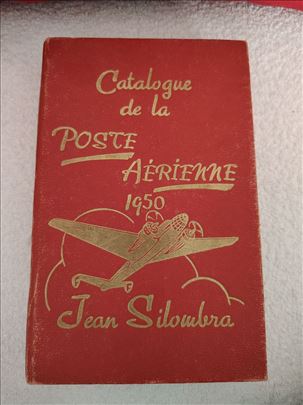 Catalogue
de la
POSTE
AÉRIENNE
1950
Jean Silombra